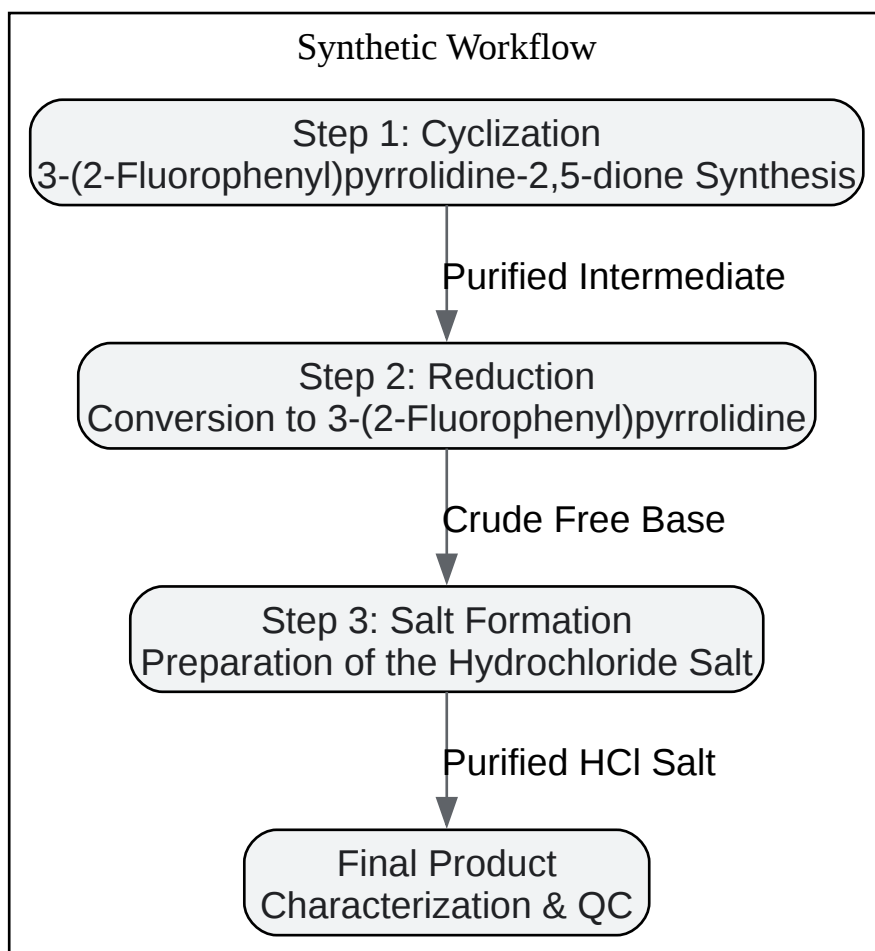 Synthetic Workflow
Step 1: Cyclization
3-(2-Fluorophenyl)pyrrolidine-2,5-dione Synthesis
Purified Intermediate
Step 2: Reduction
Conversion to 3-(2-Fluorophenyl)pyrrolidine
Crude Free Base
Step 3: Salt Formation
Preparation of the Hydrochloride Salt
Purified HCl Salt
Final Product
Characterization & QC